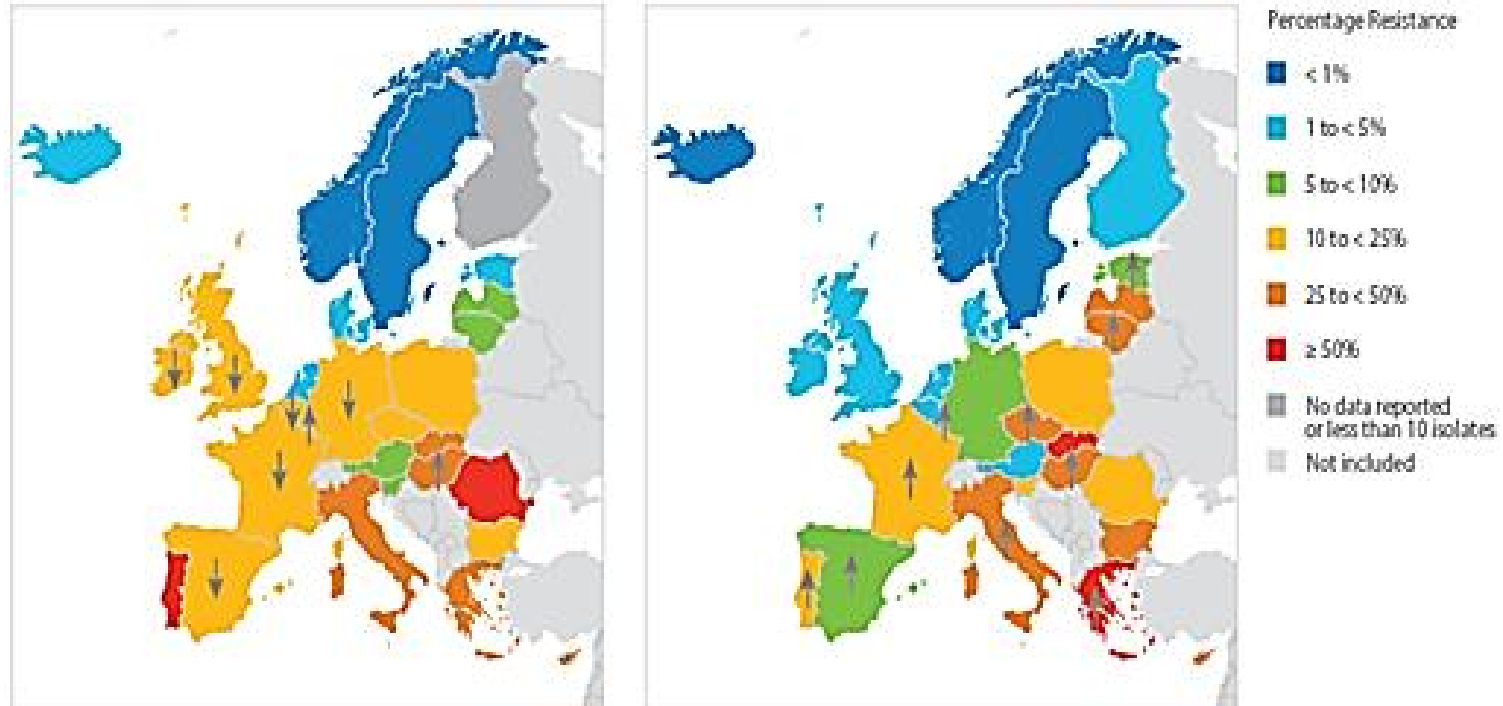 Percentage Resistance
< 1%
1 to < 5%
5 to < 10%
10 to < 25%
25 to < 50%
≥ 50%
No data reported
or less than 10 isolates
Not included